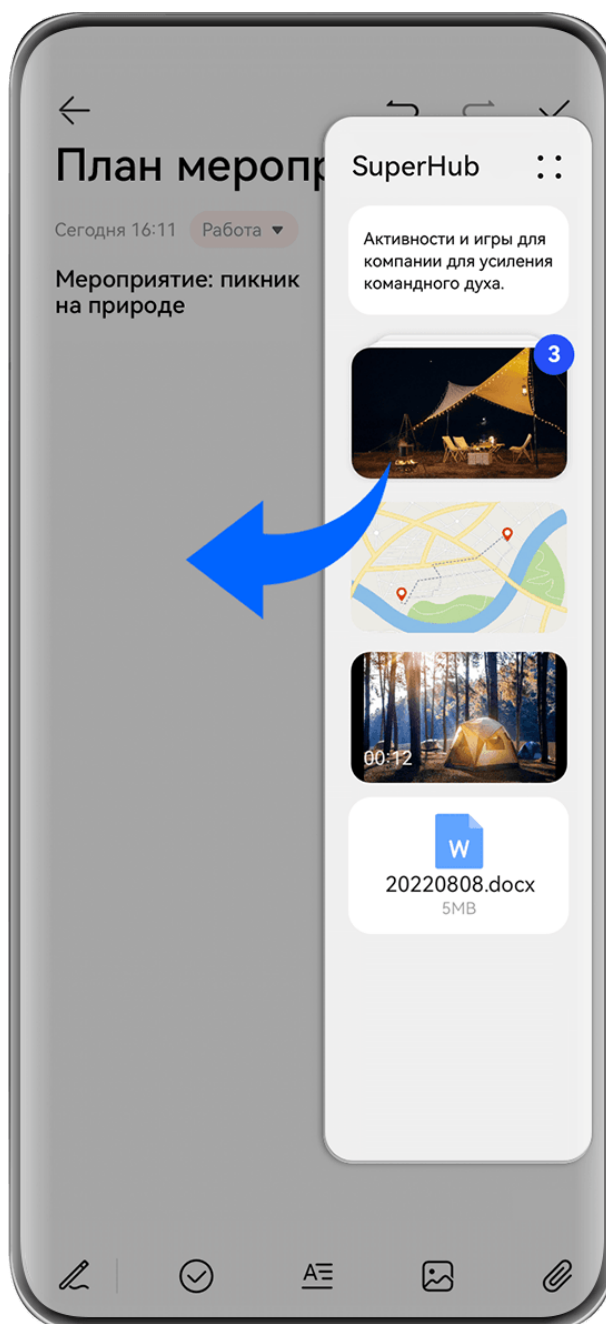 План меропр
Сегодня 16:11 Работа
Мероприятие: пикник
на природе
SuperHub
Активности и игры для
компании для усиления
командного духа.
3
00:12
W
20220808.docx
5MB
A